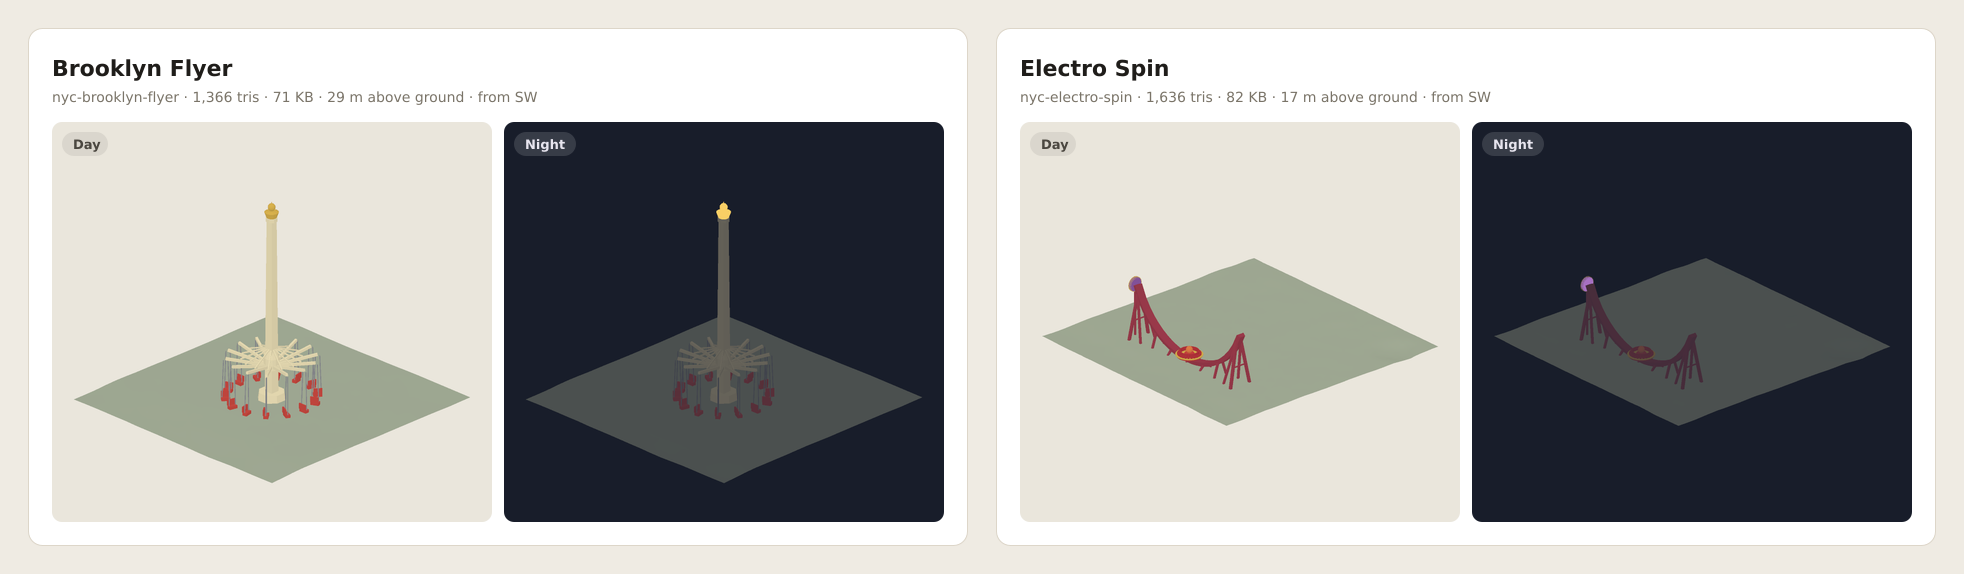 Brooklyn Flyer
nyc-brooklyn-flyer · 1,366 tris · 71 KB · 29 m above ground · from SW
Day
Night
Electro Spin
nyc-electro-spin · 1,636 tris · 82 KB · 17 m above ground · from SW
Day
Night